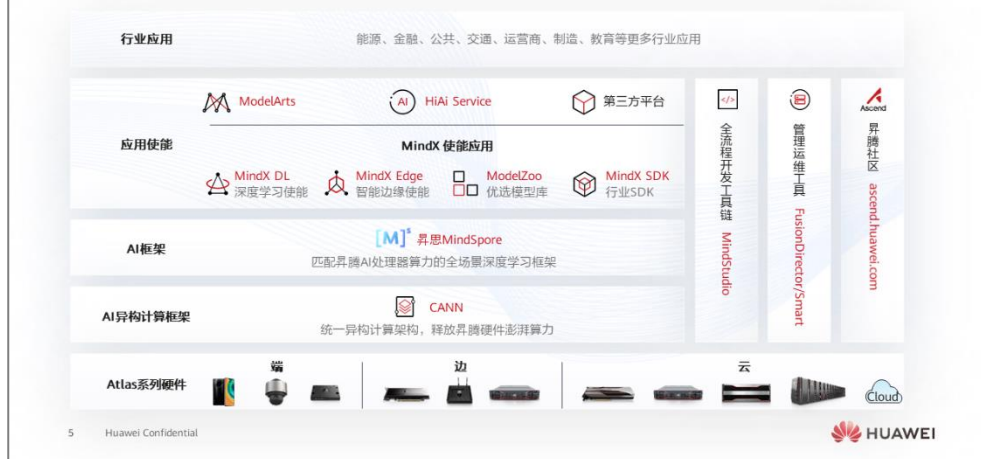 行业应用
能源、金融、公共、交通、运营商、制造、教育等更多行业应用
ModelArts
AI
HiAi Service
第三方平台
应用使能
MindX 使能应用
MindX DL
深度学习使能
MindX Edge
智能边缘使能
ModelZoo
优选模型库
MindX SDK
行业SDK
AI框架
[M]s 昇思MindSpore
匹配昇腾AI处理器算力的全场景深度学习框架
AI异构计算框架
CANN
统一异构计算架构，释放昇腾硬件澎湃算力
</>
全流程开发工具链 MindStudio
管理运维工具 FusionDirector/Smart
Ascend
昇腾社区 ascend.huawei.com
Atlas系列硬件
端
边
云
Cloud
5 Huawei Confidential
HUAWEI